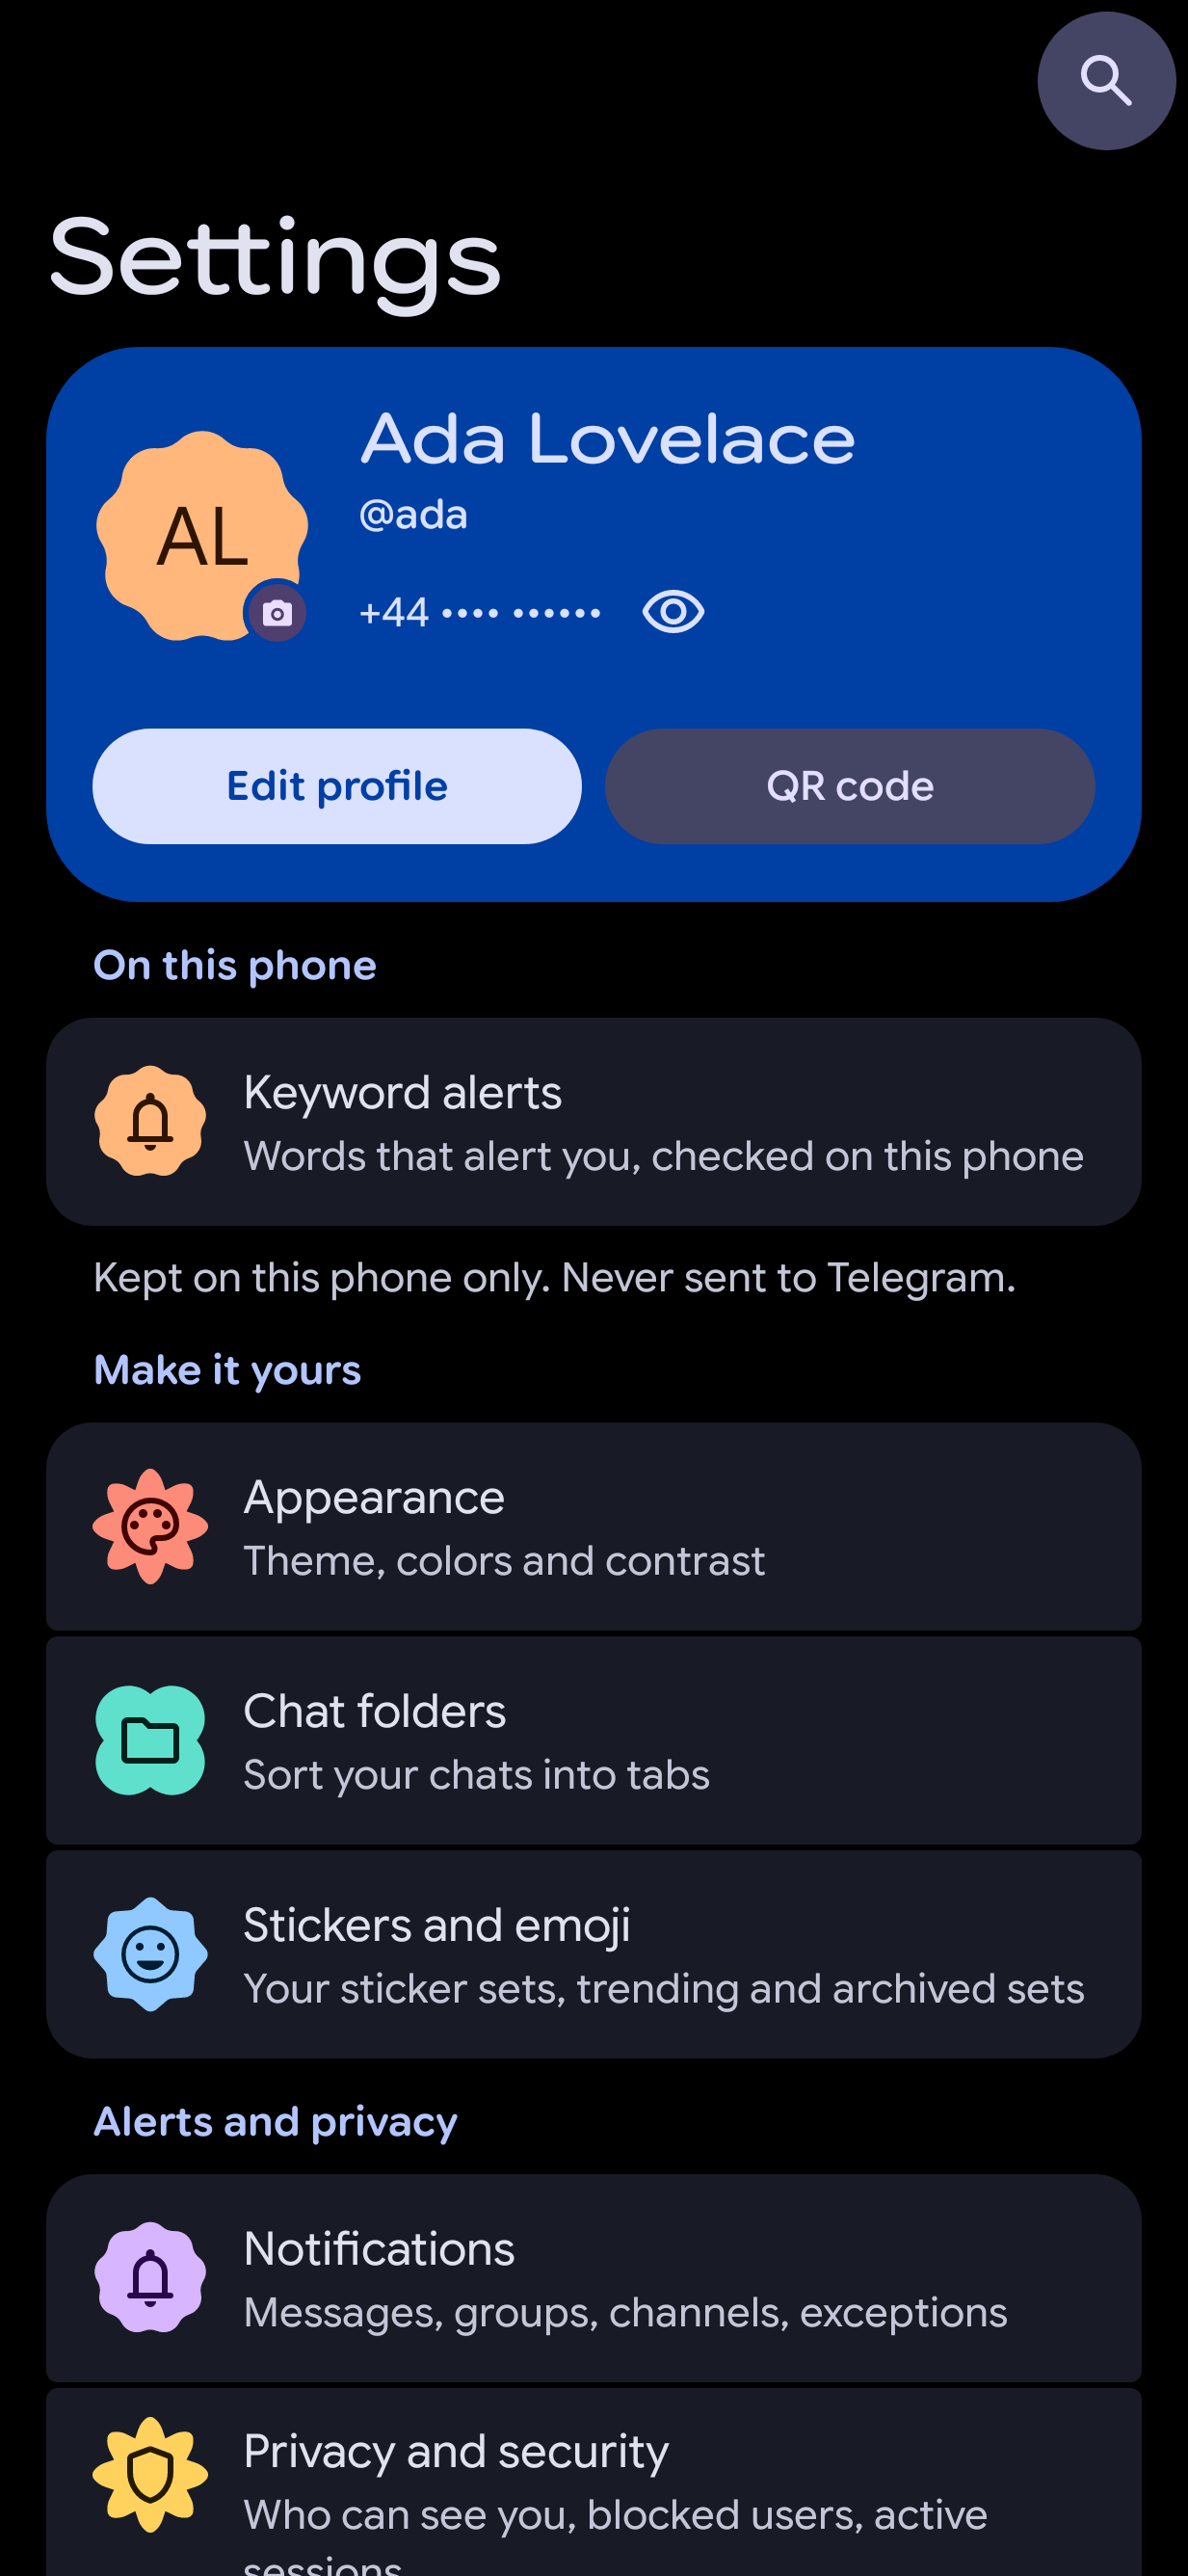 Settings
AL
Ada Lovelace
@ada
+44 •••• ••••••
Edit profile
QR code
On this phone
Keyword alerts
Words that alert you, checked on this phone
Kept on this phone only. Never sent to Telegram.
Make it yours
Appearance
Theme, colors and contrast
Chat folders
Sort your chats into tabs
Stickers and emoji
Your sticker sets, trending and archived sets
Alerts and privacy
Notifications
Messages, groups, channels, exceptions
Privacy and security
Who can see you, blocked users, active
sessions